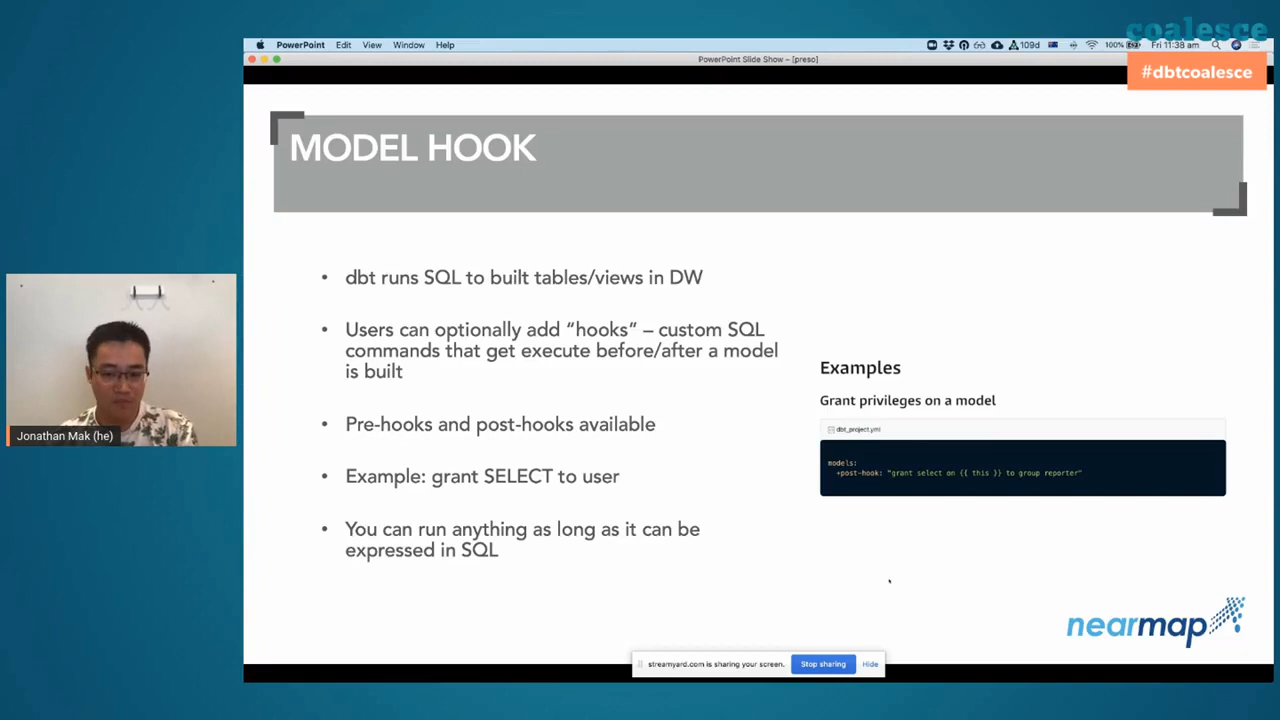 coalesce
PowerPoint Edit View Window Help
109d 100% Fri 11:38 am
PowerPoint Slide Show – [preso]
#dbtcoalesce
MODEL HOOK
• dbt runs SQL to built tables/views in DW
• Users can optionally add “hooks” – custom SQL
commands that get execute before/after a model
is built
• Pre-hooks and post-hooks available
• Example: grant SELECT to user
• You can run anything as long as it can be
expressed in SQL
Examples
Grant privileges on a model
dbt_project.yml
models:
+post-hook: "grant select on {{ this }} to group reporter"
Jonathan Mak (he)
nearmap
streamyard.com is sharing your screen. Stop sharing Hide